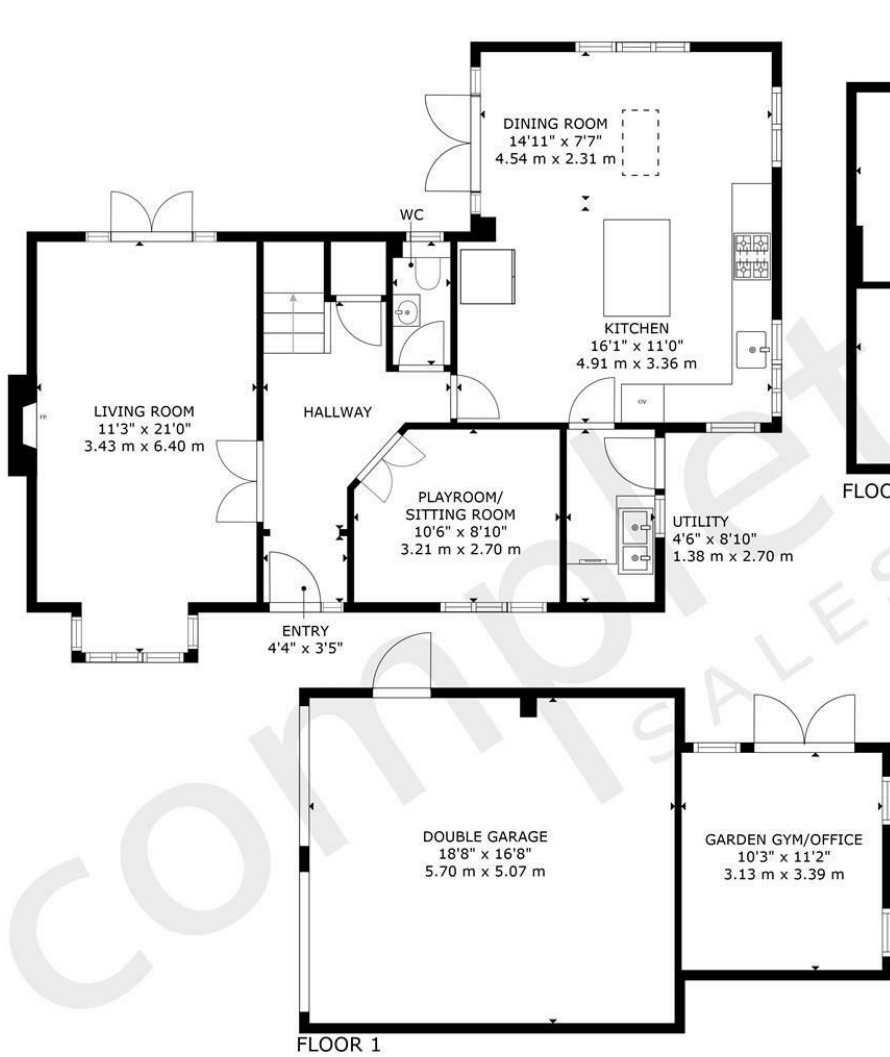 DINING ROOM
14'11" x 7'7"
4.54 m x 2.31 m
WC
KITCHEN
16'1" x 11'0"
4.91 m x 3.36 m
OV
LIVING ROOM
11'3" x 21'0"
3.43 m x 6.40 m
FP
HALLWAY
PLAYROOM/
SITTING ROOM
10'6" x 8'10"
3.21 m x 2.70 m
UTILITY
4'6" x 8'10"
1.38 m x 2.70 m
ENTRY
4'4" x 3'5"
FLOO
DOUBLE GARAGE
18'8" x 16'8"
5.70 m x 5.07 m
GARDEN GYM/OFFICE
10'3" x 11'2"
3.13 m x 3.39 m
FLOOR 1
complet
SALES